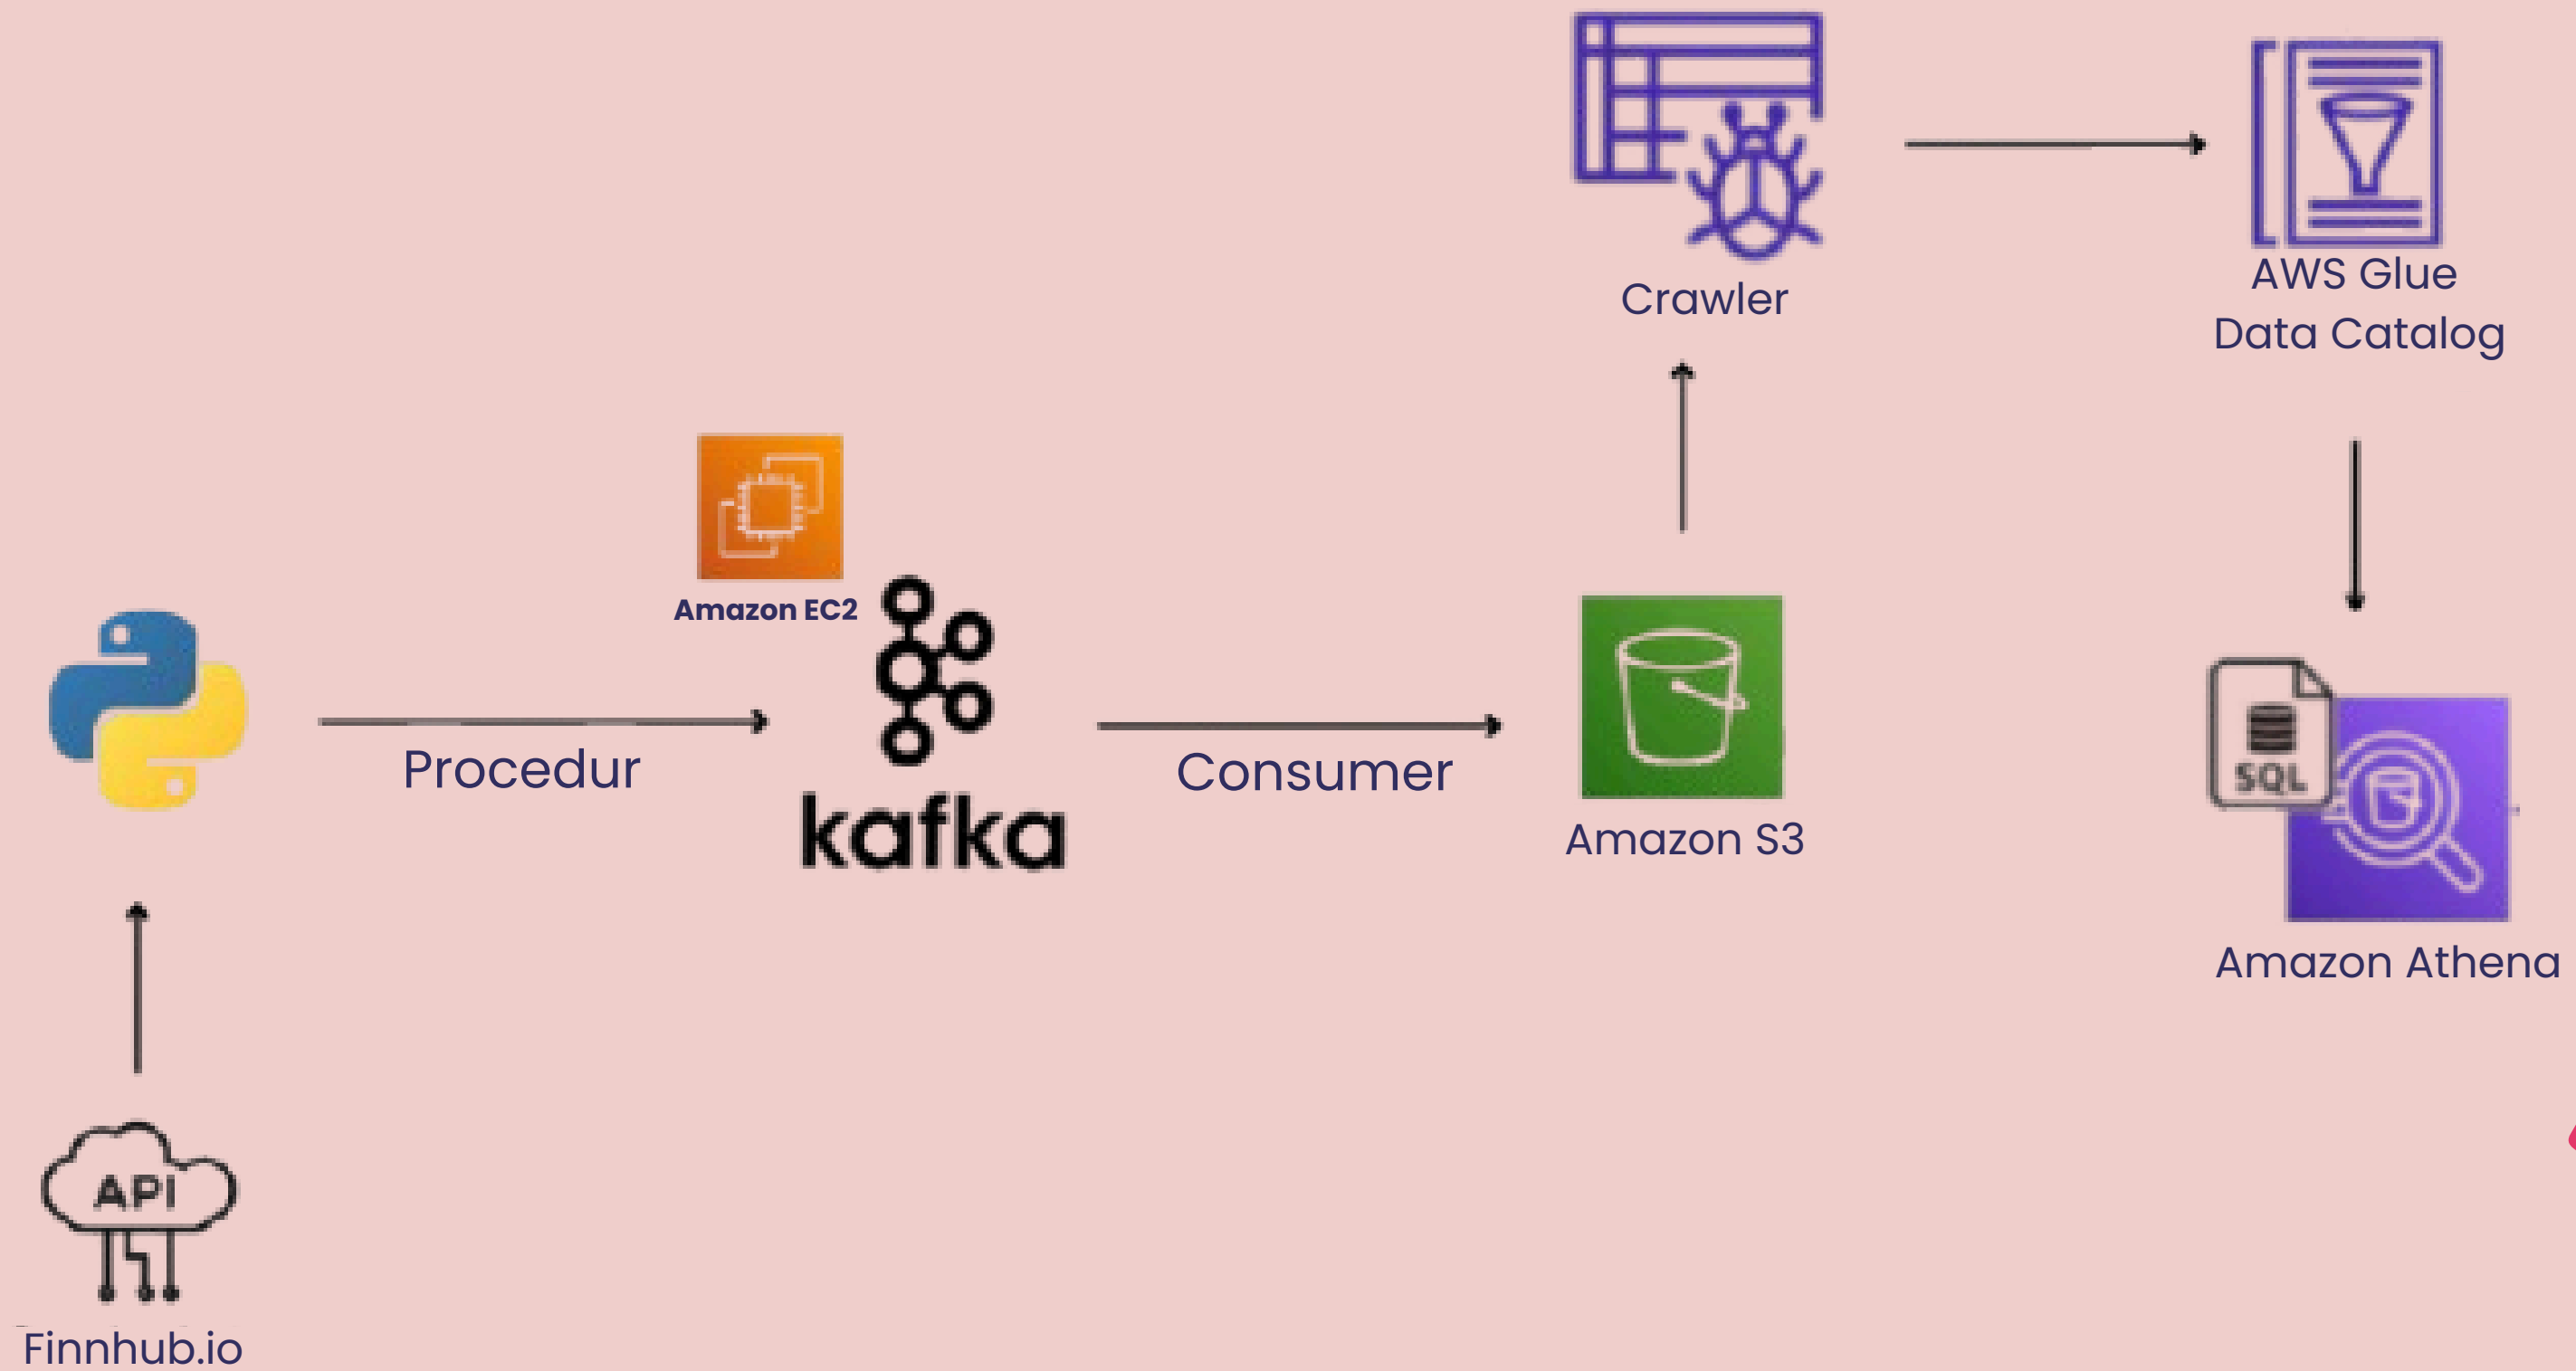 Crawler
AWS Glue
Data Catalog
Amazon EC2
Procedur
kafka
Consumer
Amazon S3
SQL
Amazon Athena
API
Finnhub.io